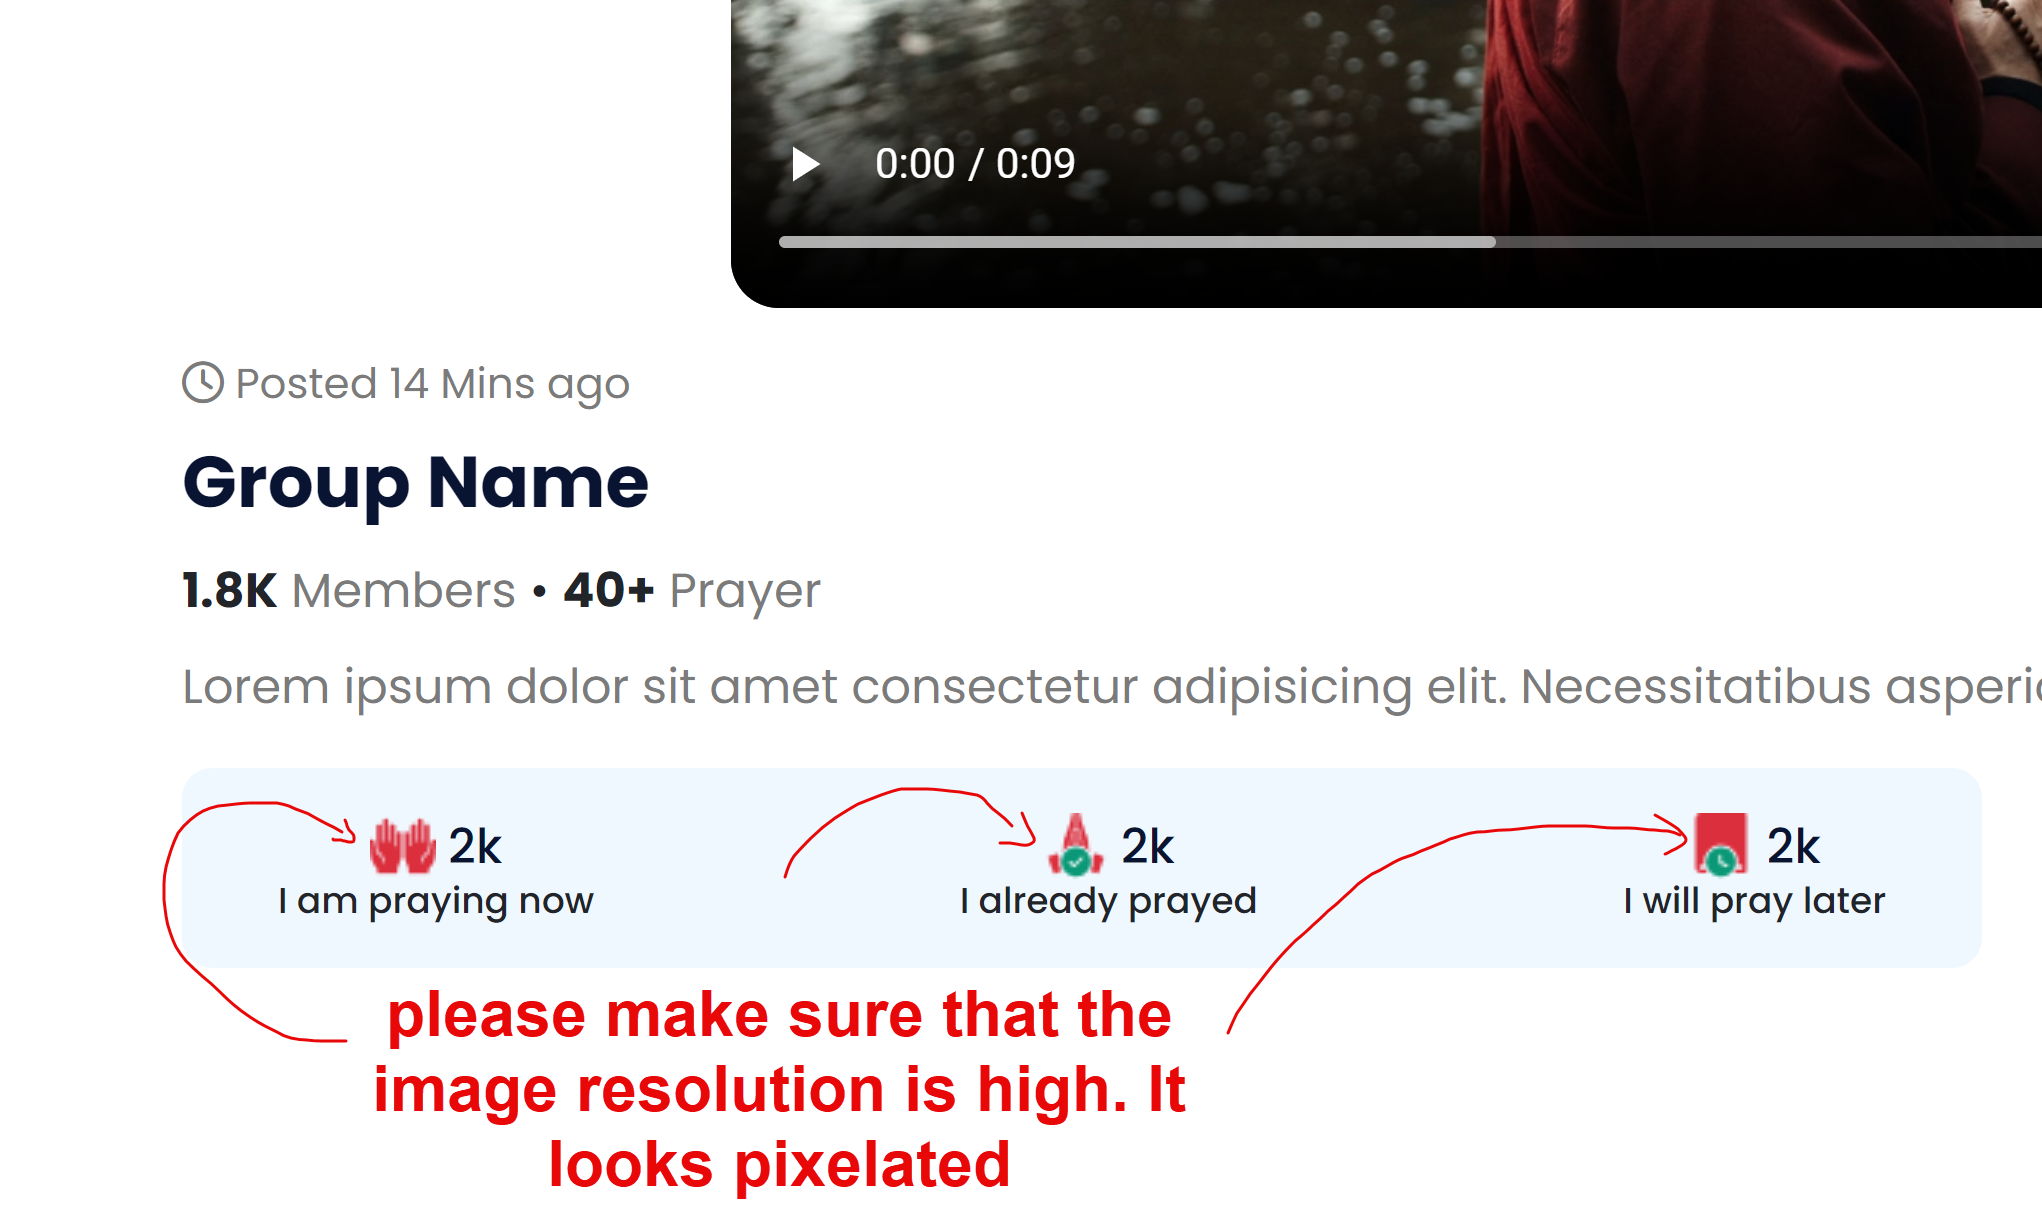 0:00 / 0:09
Posted 14 Mins ago
Group Name
1.8K Members • 40+ Prayer
Lorem ipsum dolor sit amet consectetur adipisicing elit. Necessitatibus
2k
I am praying now
2k
I already prayed
2k
I will pray later
please make sure that the
image resolution is high. It
looks pixelated